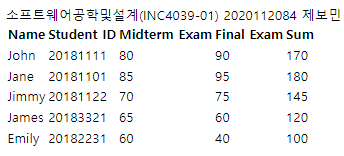 소프트웨어공학및설계(INC4039-01) 2020112084 제보민
Name Student ID Midterm Exam Final Exam Sum
John 20181111 80 90 170
Jane 20181101 85 95 180
Jimmy 20181122 70 75 145
James 20183321 65 60 120
Emily 20182231 60 40 100